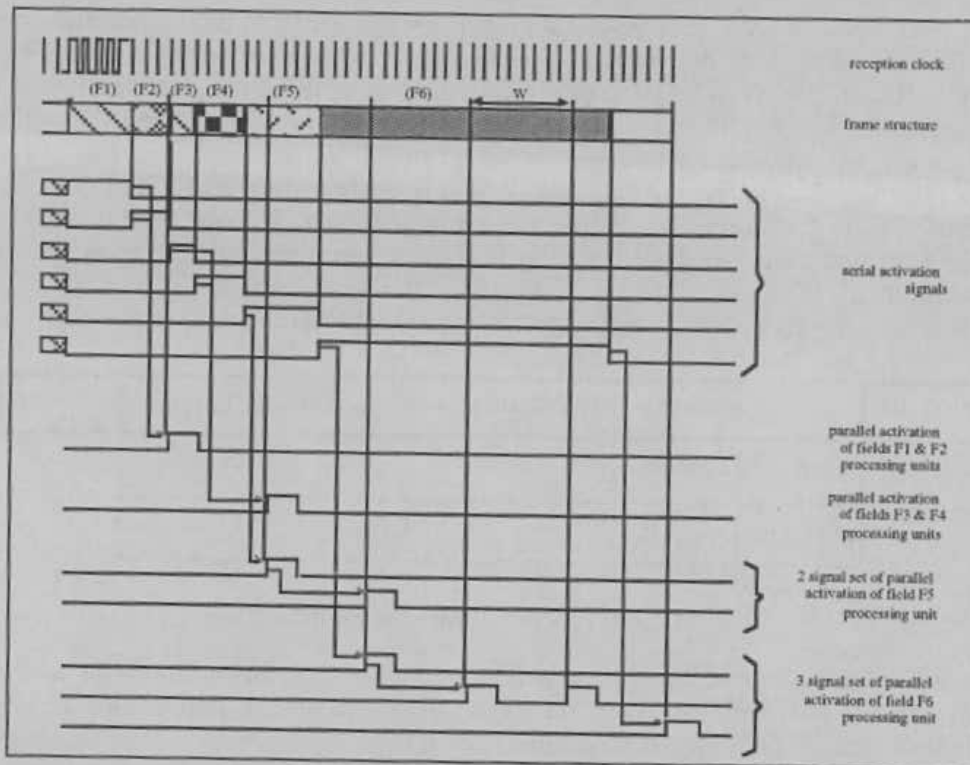 reception clock
(F1) (F2) (F3) (F4) (F5) (F6) W
frame structure
aerial activation
signals
parallel activation
of fields F1 & F2
processing units
parallel activation
of fields F3 & F4
processing units
2 signal set of parallel
activation of field F5
processing unit
3 signal set of parallel
activation of field F6
processing unit